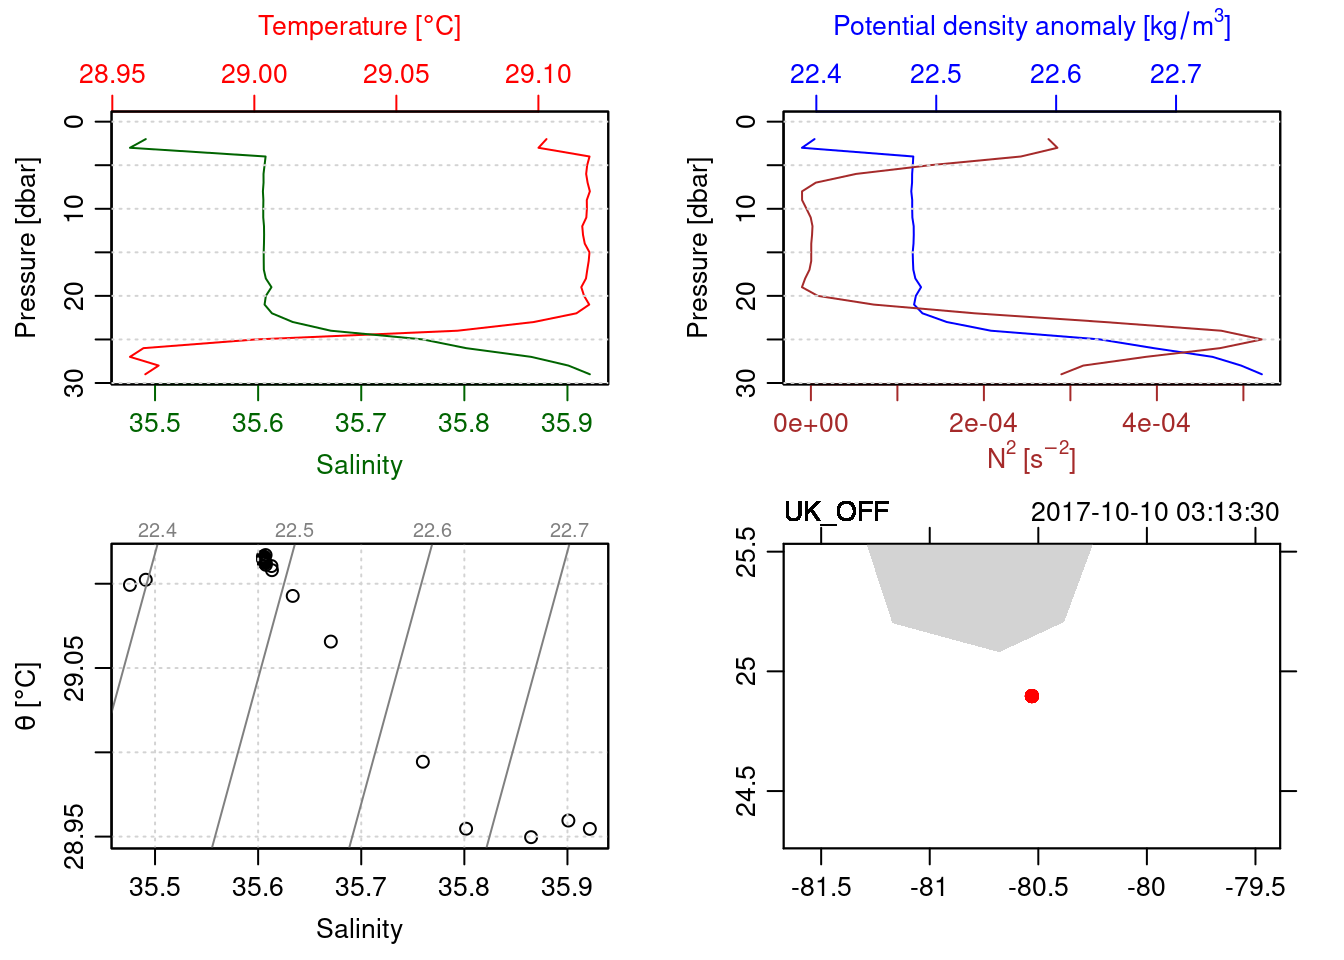 Temperature [°C]
28.95 29.00 29.05 29.10
Pressure [dbar]
0 10 20 30
35.5 35.6 35.7 35.8 35.9
Salinity
Potential density anomaly [kg/m³]
22.4 22.5 22.6 22.7
Pressure [dbar]
0 10 20 30
0e+00 2e-04 4e-04
N² [s⁻²]
22.4 22.5 22.6 22.7
θ [°C]
29.05
28.95
35.5 35.6 35.7 35.8 35.9
Salinity
UK_OFF 2017-10-10 03:13:30
25.5
25
24.5
-81.5 -81 -80.5 -80 -79.5